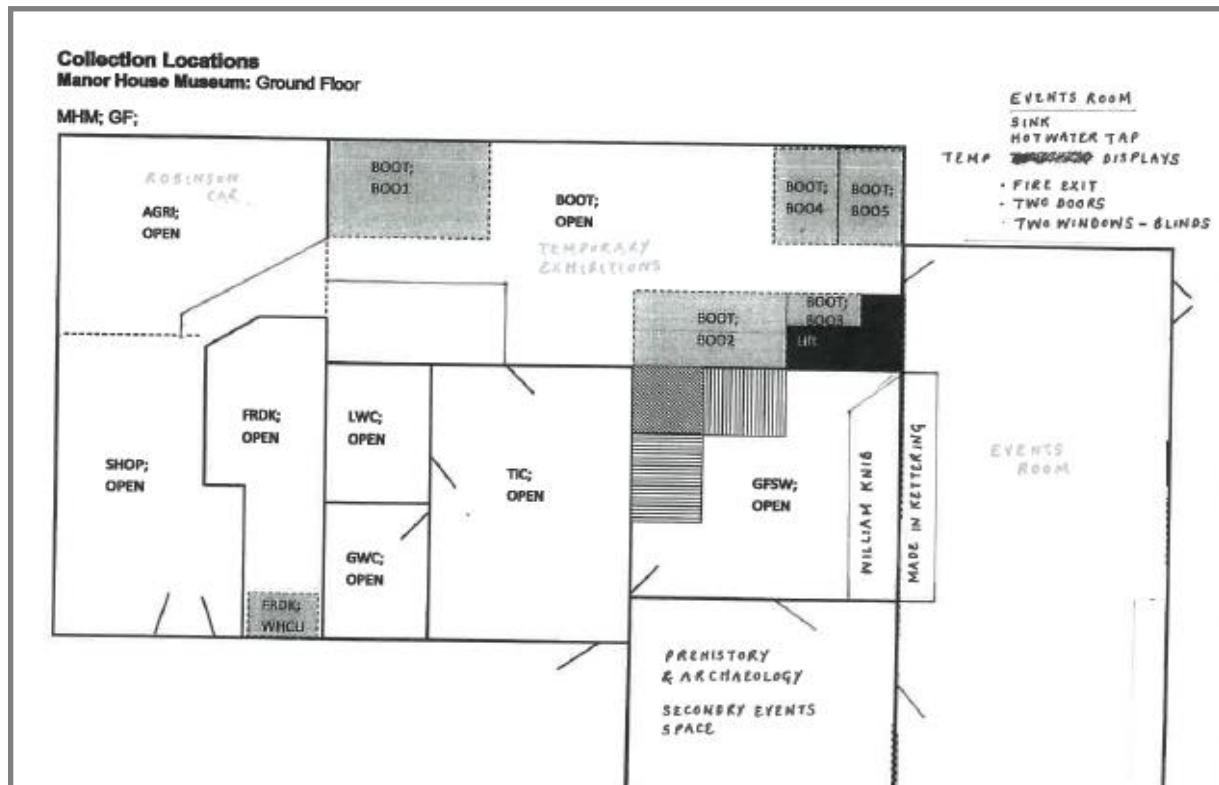 Collection Locations
Manor House Museum: Ground Floor
MHM; GF;
EVENTS ROOM
SINK
HOTWATER TAP
TEMP DISPLAYS
• FIRE EXIT
• TWO DOORS
• TWO WINDOWS - BLINDS
ROBINSON
CAR
AGRI;
OPEN
BOOT;
BOO1
BOOT;
OPEN
TEMPORARY
EXHIBITIONS
BOOT;
BOO4
BOOT;
BOO5
BOOT;
BOO2
BOOT;
BOO3
Lift
SHOP;
OPEN
FRDK;
OPEN
LWC;
OPEN
TIC;
OPEN
GFSW;
OPEN
WILLIAM KNIB
MADE IN KETTERING
EVENTS
ROOM
GWC;
OPEN
FRDK;
WHCU
PREHISTORY
& ARCHAEOLOGY
SECONDRY EVENTS
SPACE